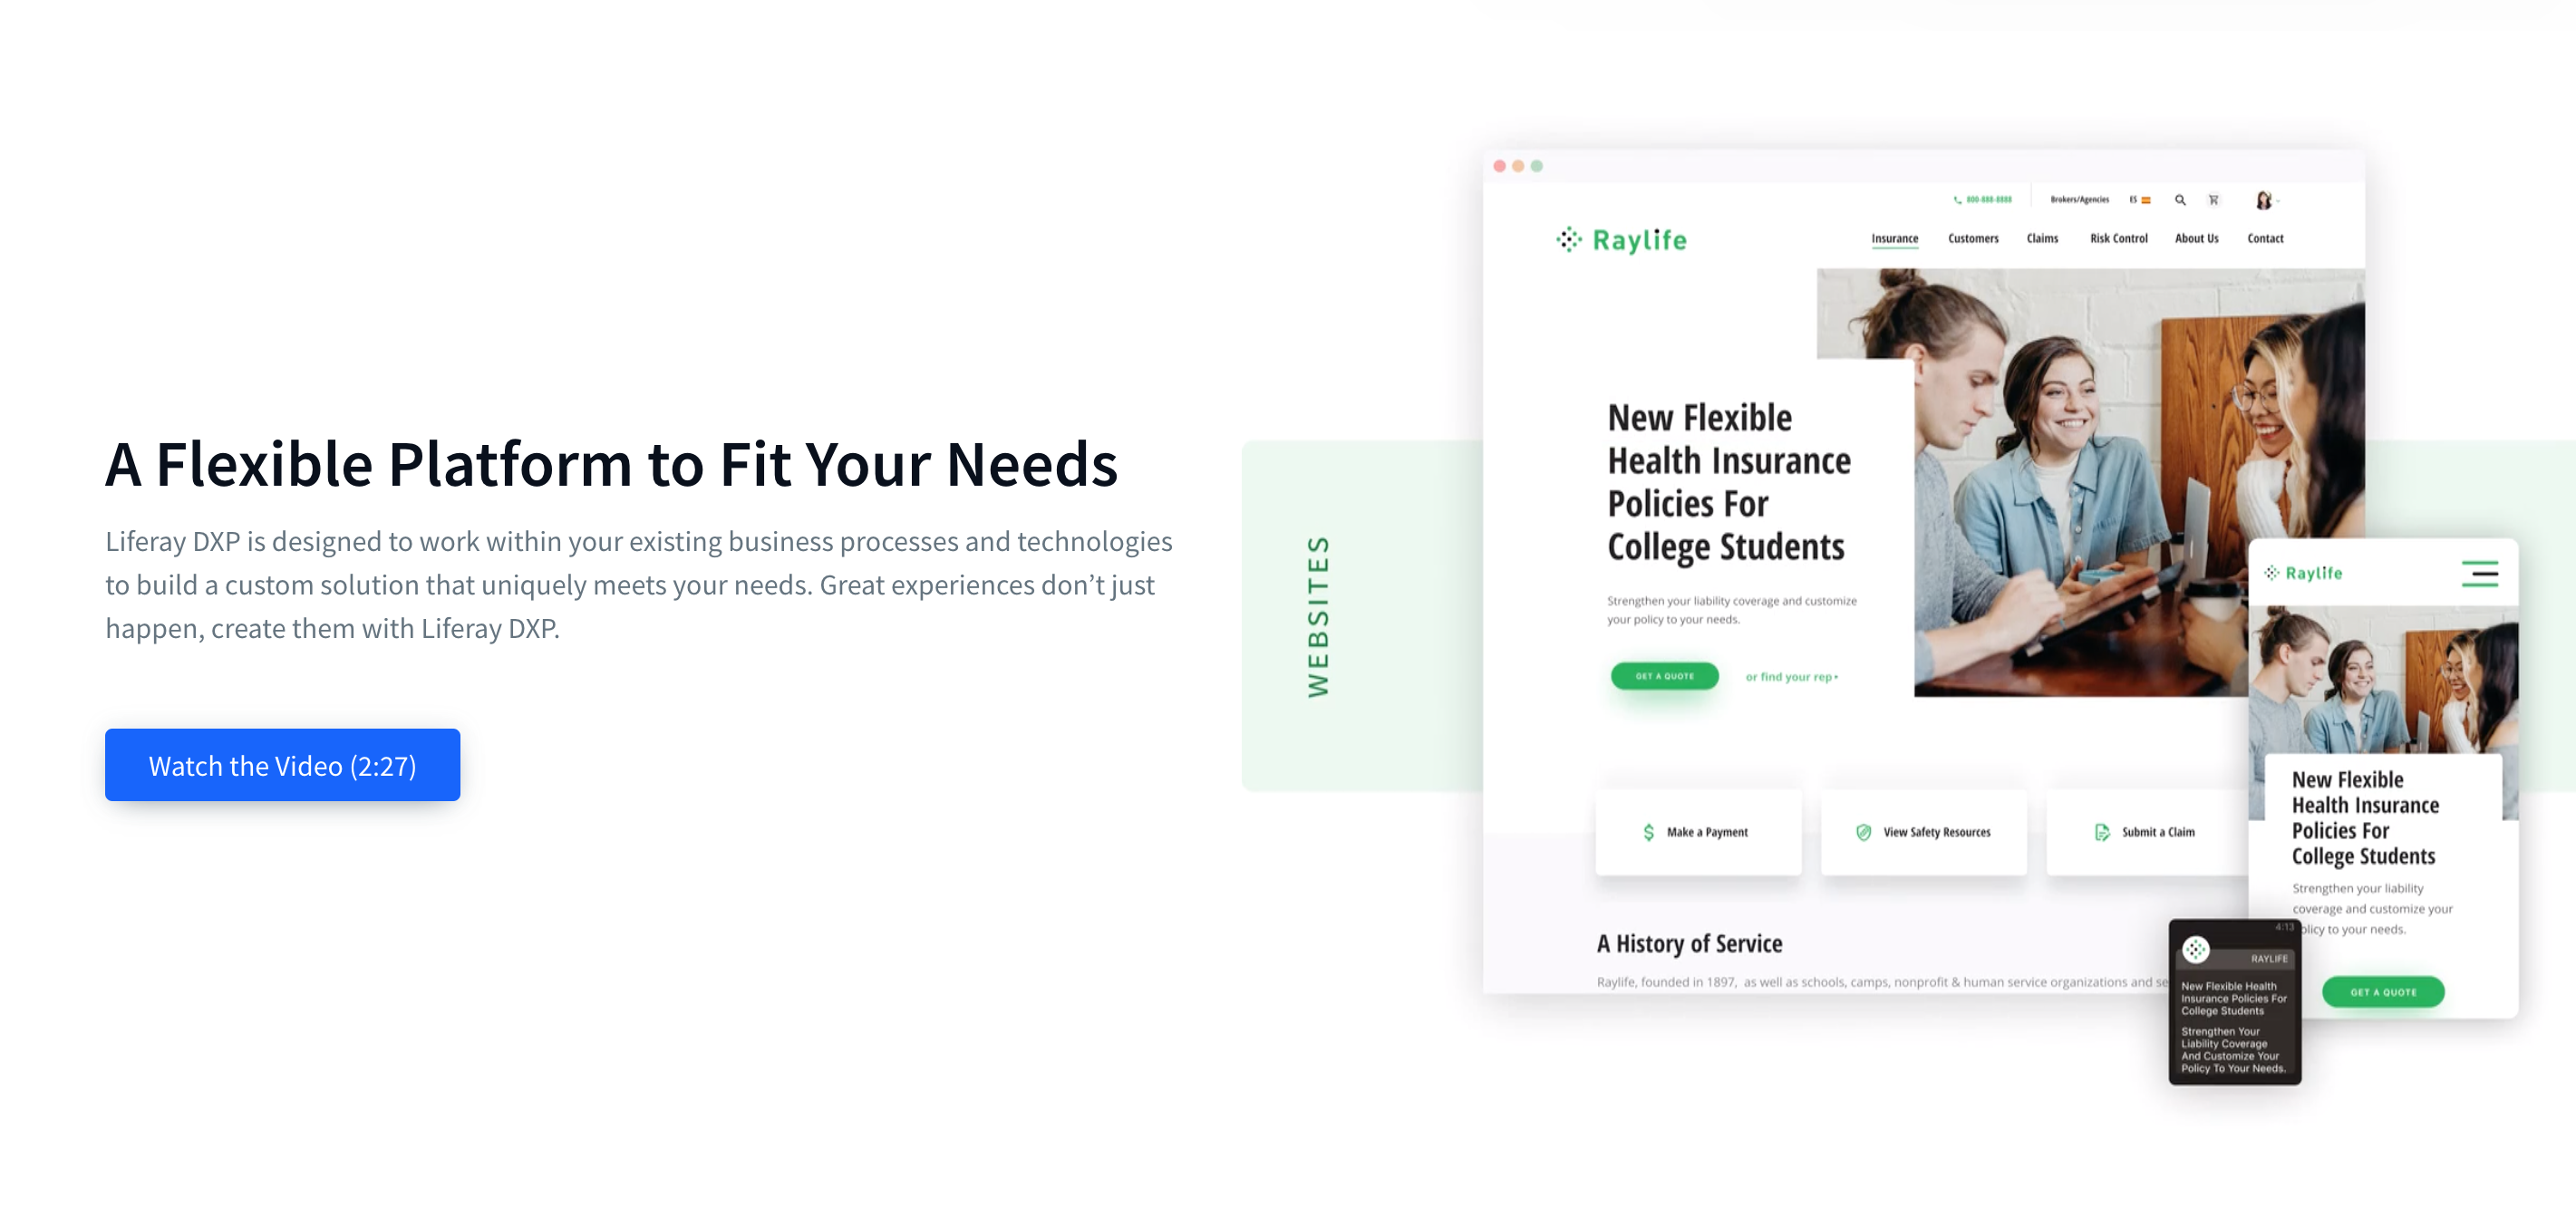 A Flexible Platform to Fit Your Needs
Liferay DXP is designed to work within your existing business processes and technologies
to build a custom solution that uniquely meets your needs. Great experiences don’t just
happen, create them with Liferay DXP.
Watch the Video (2:27)
WEBSITES
800-888-8888
Brokers/Agencies
ES
Raylife
Insurance
Customers
Claims
Risk Control
About Us
Contact
New Flexible
Health Insurance
Policies For
College Students
Strengthen your liability coverage and customize
your policy to your needs.
GET A QUOTE
or find your rep
Make a Payment
View Safety Resources
Submit a Claim
A History of Service
Raylife, founded in 1897, as well as schools, camps, nonprofit & human service organizations and se
Raylife
New Flexible
Health Insurance
Policies For
College Students
Strengthen your liability
coverage and customize your
olicy to your needs.
GET A QUOTE
4:13
RAYLIFE
New Flexible Health
Insurance Policies For
College Students
Strengthen Your
Liability Coverage
And Customize Your
Policy To Your Needs.